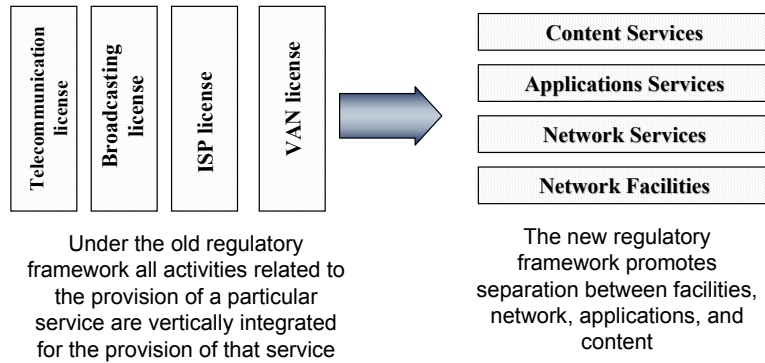 Telecommunication
license
Broadcasting
license
ISP license
VAN license
Content Services
Applications Services
Network Services
Network Facilities
Under the old regulatory
framework all activities related to
the provision of a particular
service are vertically integrated
for the provision of that service
The new regulatory
framework promotes
separation between facilities,
network, applications, and
content